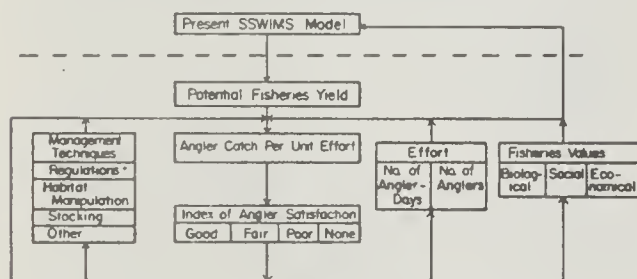 Present SSWIMS Model
Potential Fisheries Yield
Management
Techniques
Regulations
Habitat
Manipulation
Stocking
Other
Angler Catch Per Unit Effort
Index of Angler Satisfaction
Good Fair Poor None
Effort
No. of
Angler-
Days
No. of
Anglers
Fisheries Values
Biolog-
ical
Social
Eco-
nomical